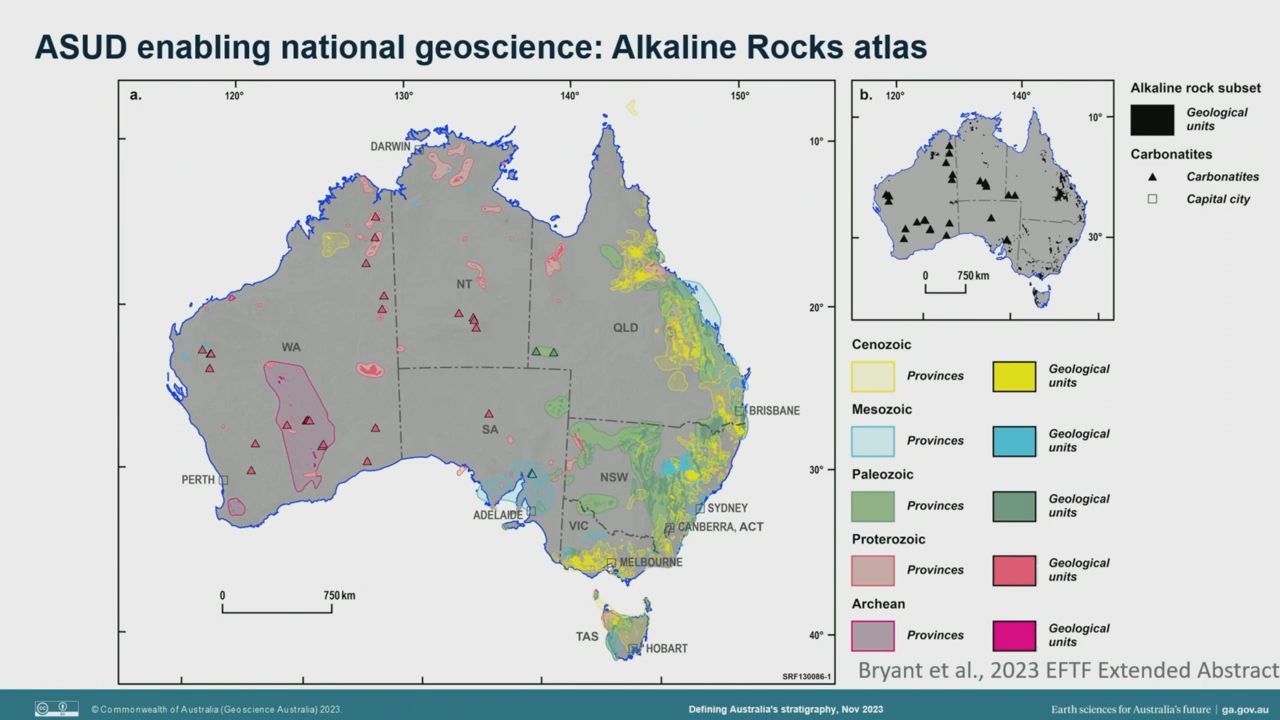 ASUD enabling national geoscience: Alkaline Rocks atlas
a.
120°
130°
140°
150°
10°
20°
30°
40°
DARWIN
NT
QLD
WA
SA
BRISBANE
NSW
PERTH
SYDNEY
ADELAIDE
VIC
CANBERRA, ACT
MELBOURNE
TAS
HOBART
0
750 km
SRF130086-1
b.
120°
140°
10°
30°
0
750 km
Alkaline rock subset
Geological
units
Carbonatites
Carbonatites
Capital city
Cenozoic
Provinces
Geological
units
Mesozoic
Provinces
Geological
units
Paleozoic
Provinces
Geological
units
Proterozoic
Provinces
Geological
units
Archean
Provinces
Geological
units
Bryant et al., 2023 EFTF Extended Abstract
© Commonwealth of Australia (Geoscience Australia) 2023.
Defining Australia's stratigraphy, Nov 2023
Earth sciences for Australia's future | ga.gov.au